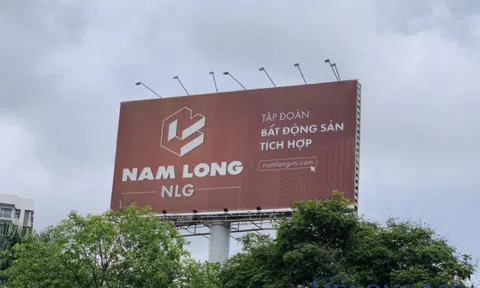 NAM LONG
NLG
TẬP ĐOÀN
BẤT ĐỘNG SẢN
TÍCH HỢP
namlongvn.com